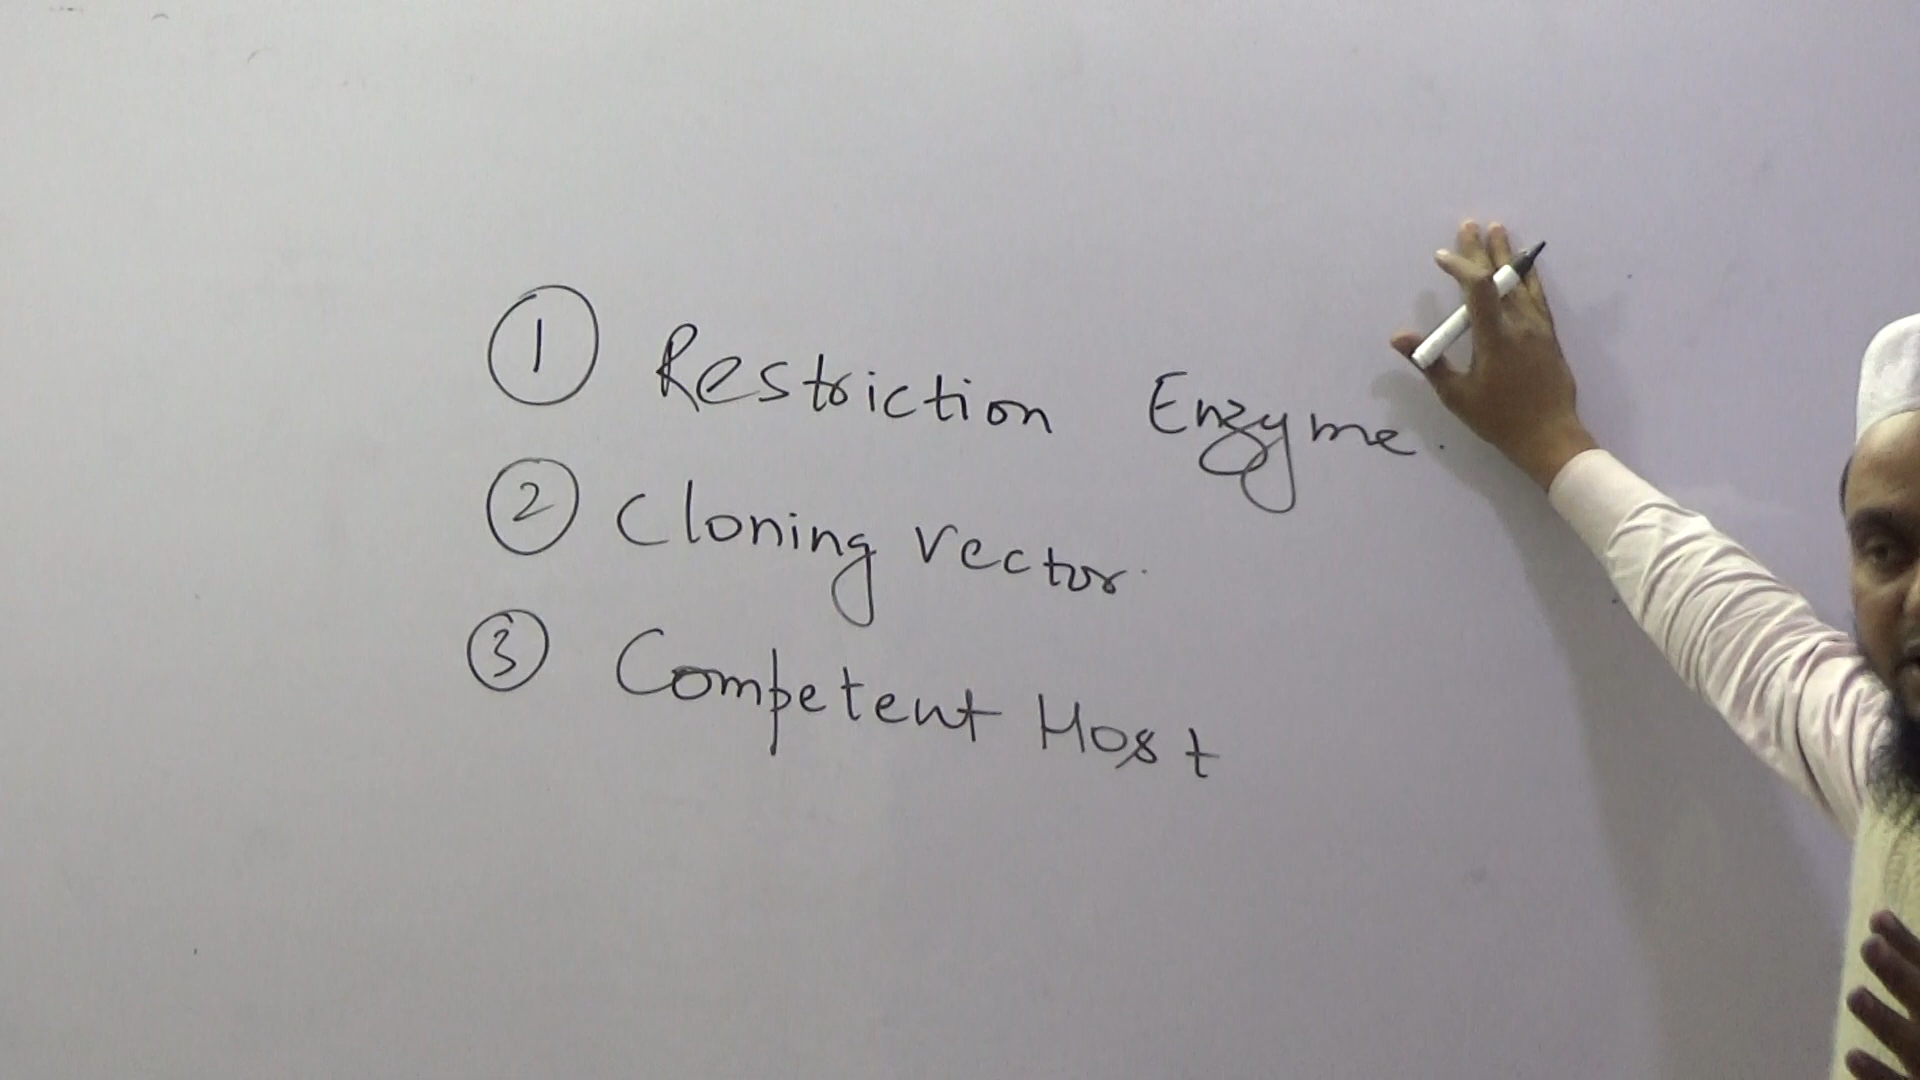 ① Restriction Enzyme.
② Cloning vector.
③ Competent Host